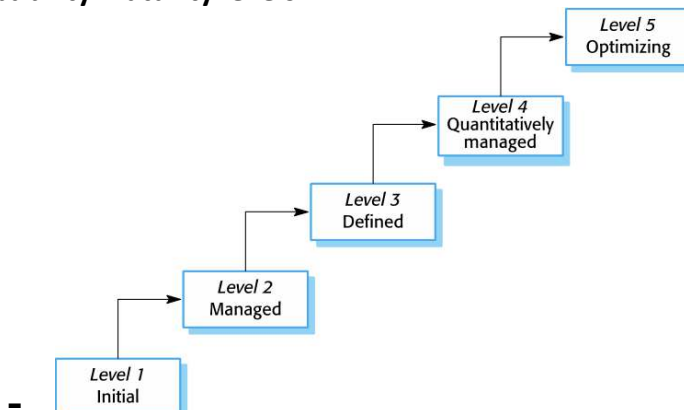 Level 5
Optimizing
Level 4
Quantitatively
managed
Level 3
Defined
Level 2
Managed
Level 1
Initial